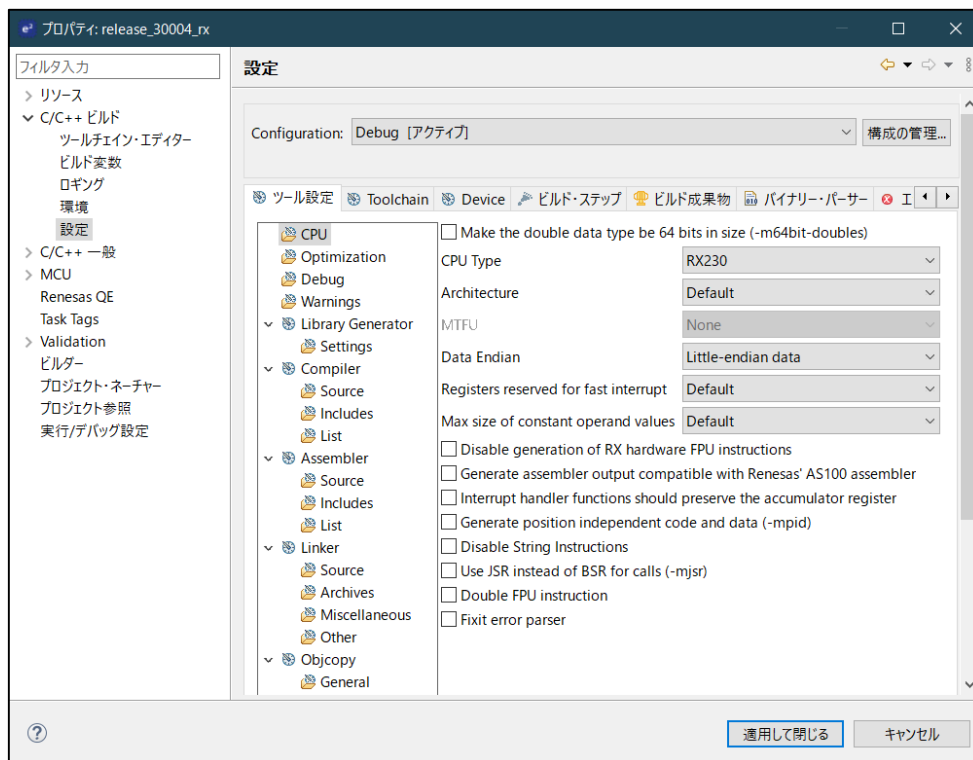 e² プロパティ: release_30004_rx
フィルタ入力
リソース
C/C++ ビルド
ツールチェイン・エディター
ビルド変数
ロギング
環境
設定
C/C++ 一般
MCU
Renesas QE
Task Tags
Validation
ビルダー
プロジェクト・ネーチャー
プロジェクト参照
実行/デバッグ設定
設定
Configuration: Debug [アクティブ] 構成の管理...
ツール設定 Toolchain Device ビルド・ステップ ビルド成果物 バイナリー・パーサー エ
CPU
Optimization
Debug
Warnings
Library Generator
Settings
Compiler
Source
Includes
List
Assembler
Source
Includes
List
Linker
Source
Archives
Miscellaneous
Other
Objcopy
General
Make the double data type be 64 bits in size (-m64bit-doubles)
CPU Type RX230
Architecture Default
MTFU None
Data Endian Little-endian data
Registers reserved for fast interrupt Default
Max size of constant operand values Default
Disable generation of RX hardware FPU instructions
Generate assembler output compatible with Renesas' AS100 assembler
Interrupt handler functions should preserve the accumulator register
Generate position independent code and data (-mpid)
Disable String Instructions
Use JSR instead of BSR for calls (-mjsr)
Double FPU instruction
Fixit error parser
適用して閉じる キャンセル